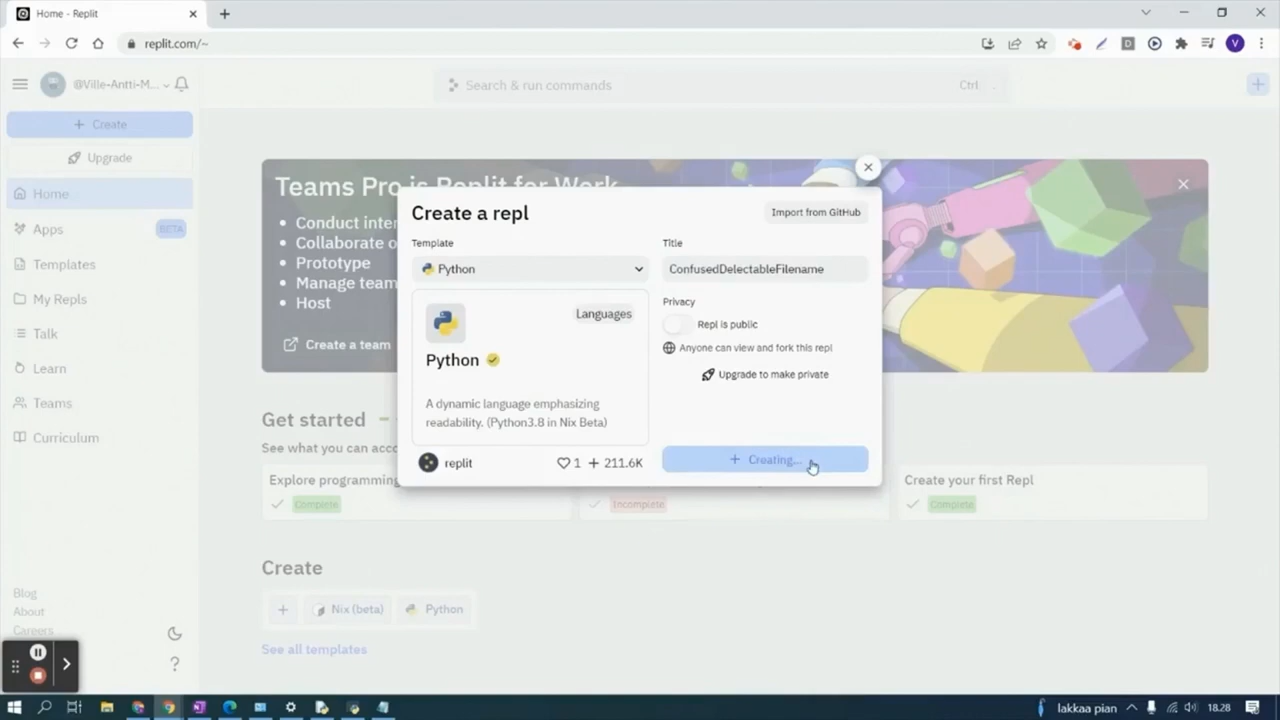 Home - Replit
replit.com/~
D
V
@Ville-Antti-M...
Search & run commands
Ctrl
.
+ Create
Upgrade
Home
Apps
BETA
Templates
My Repls
Talk
Learn
Teams
Curriculum
Blog
About
Careers
Teams Pro is Replit for Work
Conduct inter
Collaborate o
Prototype
Manage team
Host
Create a team
Create a repl
Import from GitHub
Template
Python
Languages
Python
A dynamic language emphasizing
readability. (Python3.8 in Nix Beta)
replit
1
+ 211.6K
Title
ConfusedDelectableFilename
Privacy
Repl is public
Anyone can view and fork this repl
Upgrade to make private
+ Creating...
Get started
See what you can acco
Explore programming
Complete
Incomplete
Create your first Repl
Complete
Create
+
Nix (beta)
Python
See all templates
?
lakkaa pian
18.28